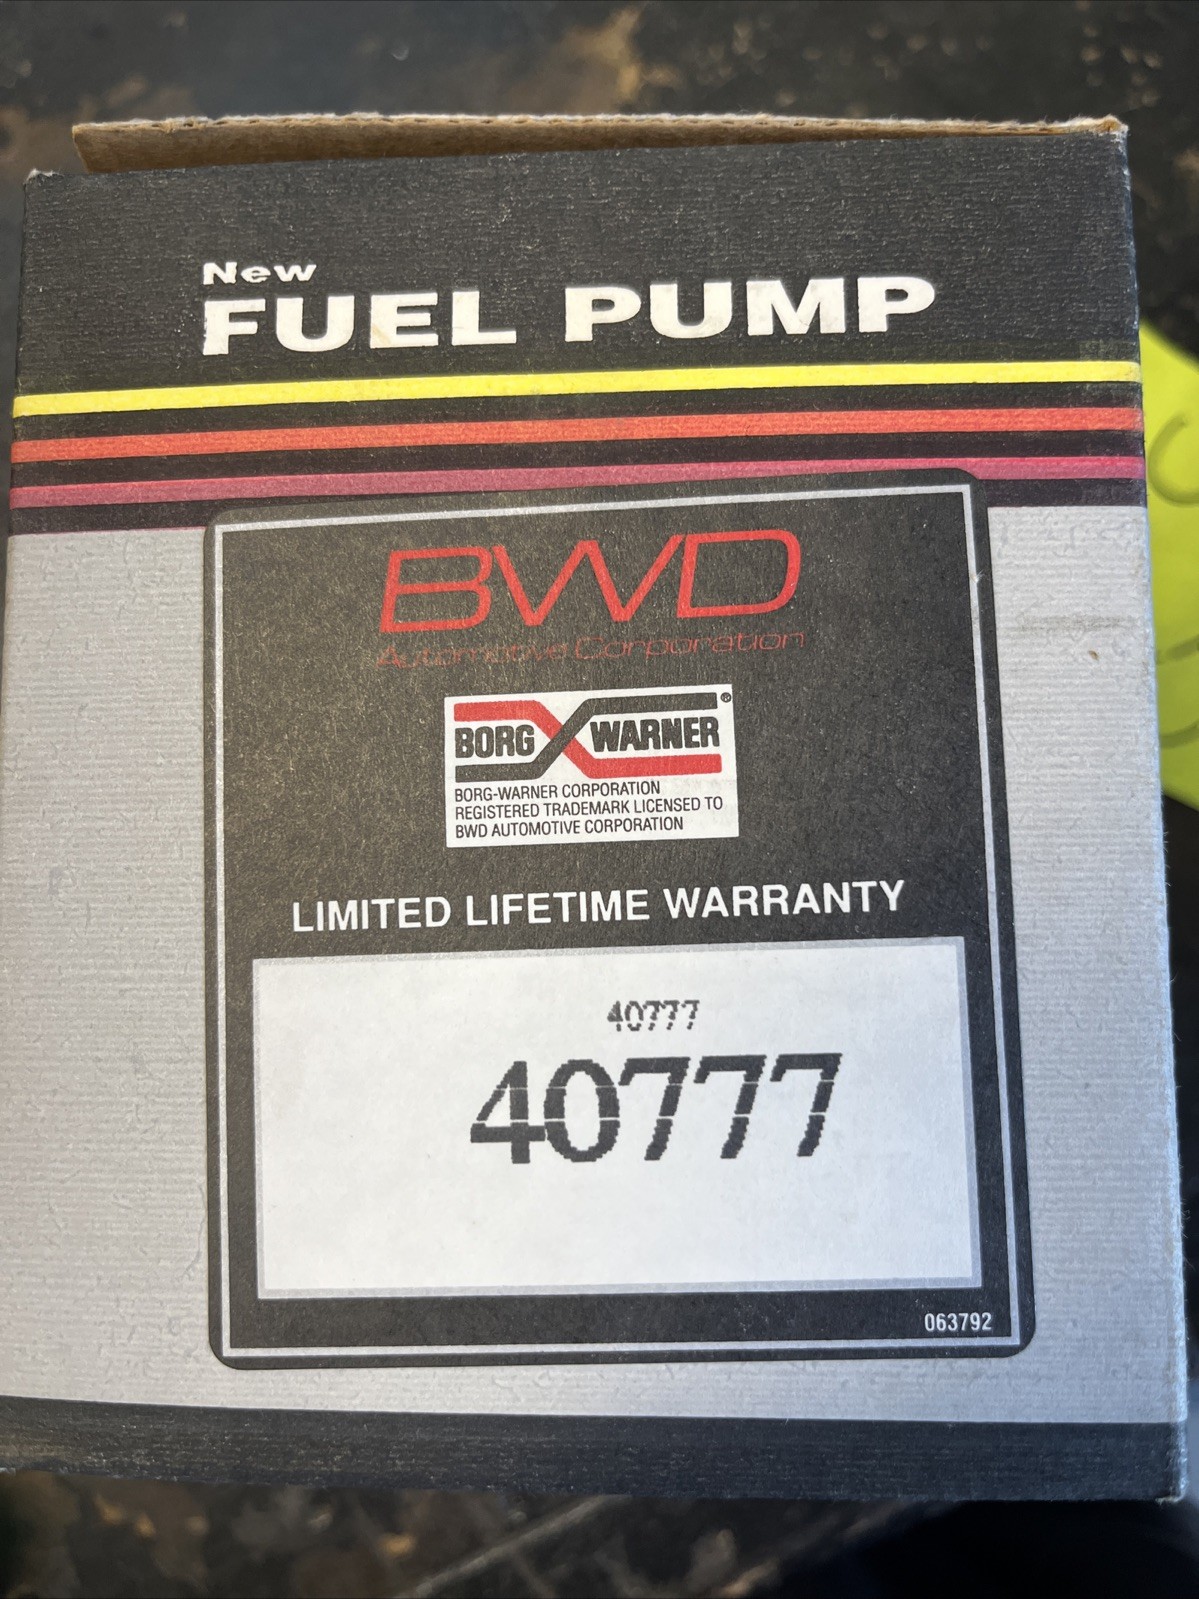 New
FUEL PUMP
BWD
Automotive Corporation
BORG WARNER®
BORG-WARNER CORPORATION
REGISTERED TRADEMARK LICENSED TO
BWD AUTOMOTIVE CORPORATION
LIMITED LIFETIME WARRANTY
40777
40777
063792